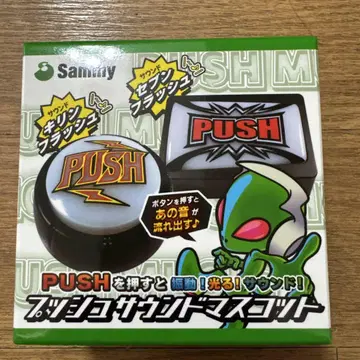 Sammy
サウンド
キリン
フラッシュ
サウンド
セブン
フラッシュ
PUSH
PUSH
ボタンを押すと
あの音が
流れ出す♪
PUSHを押すと振動!光る!サウンド!
プッシュサウンドマスコット